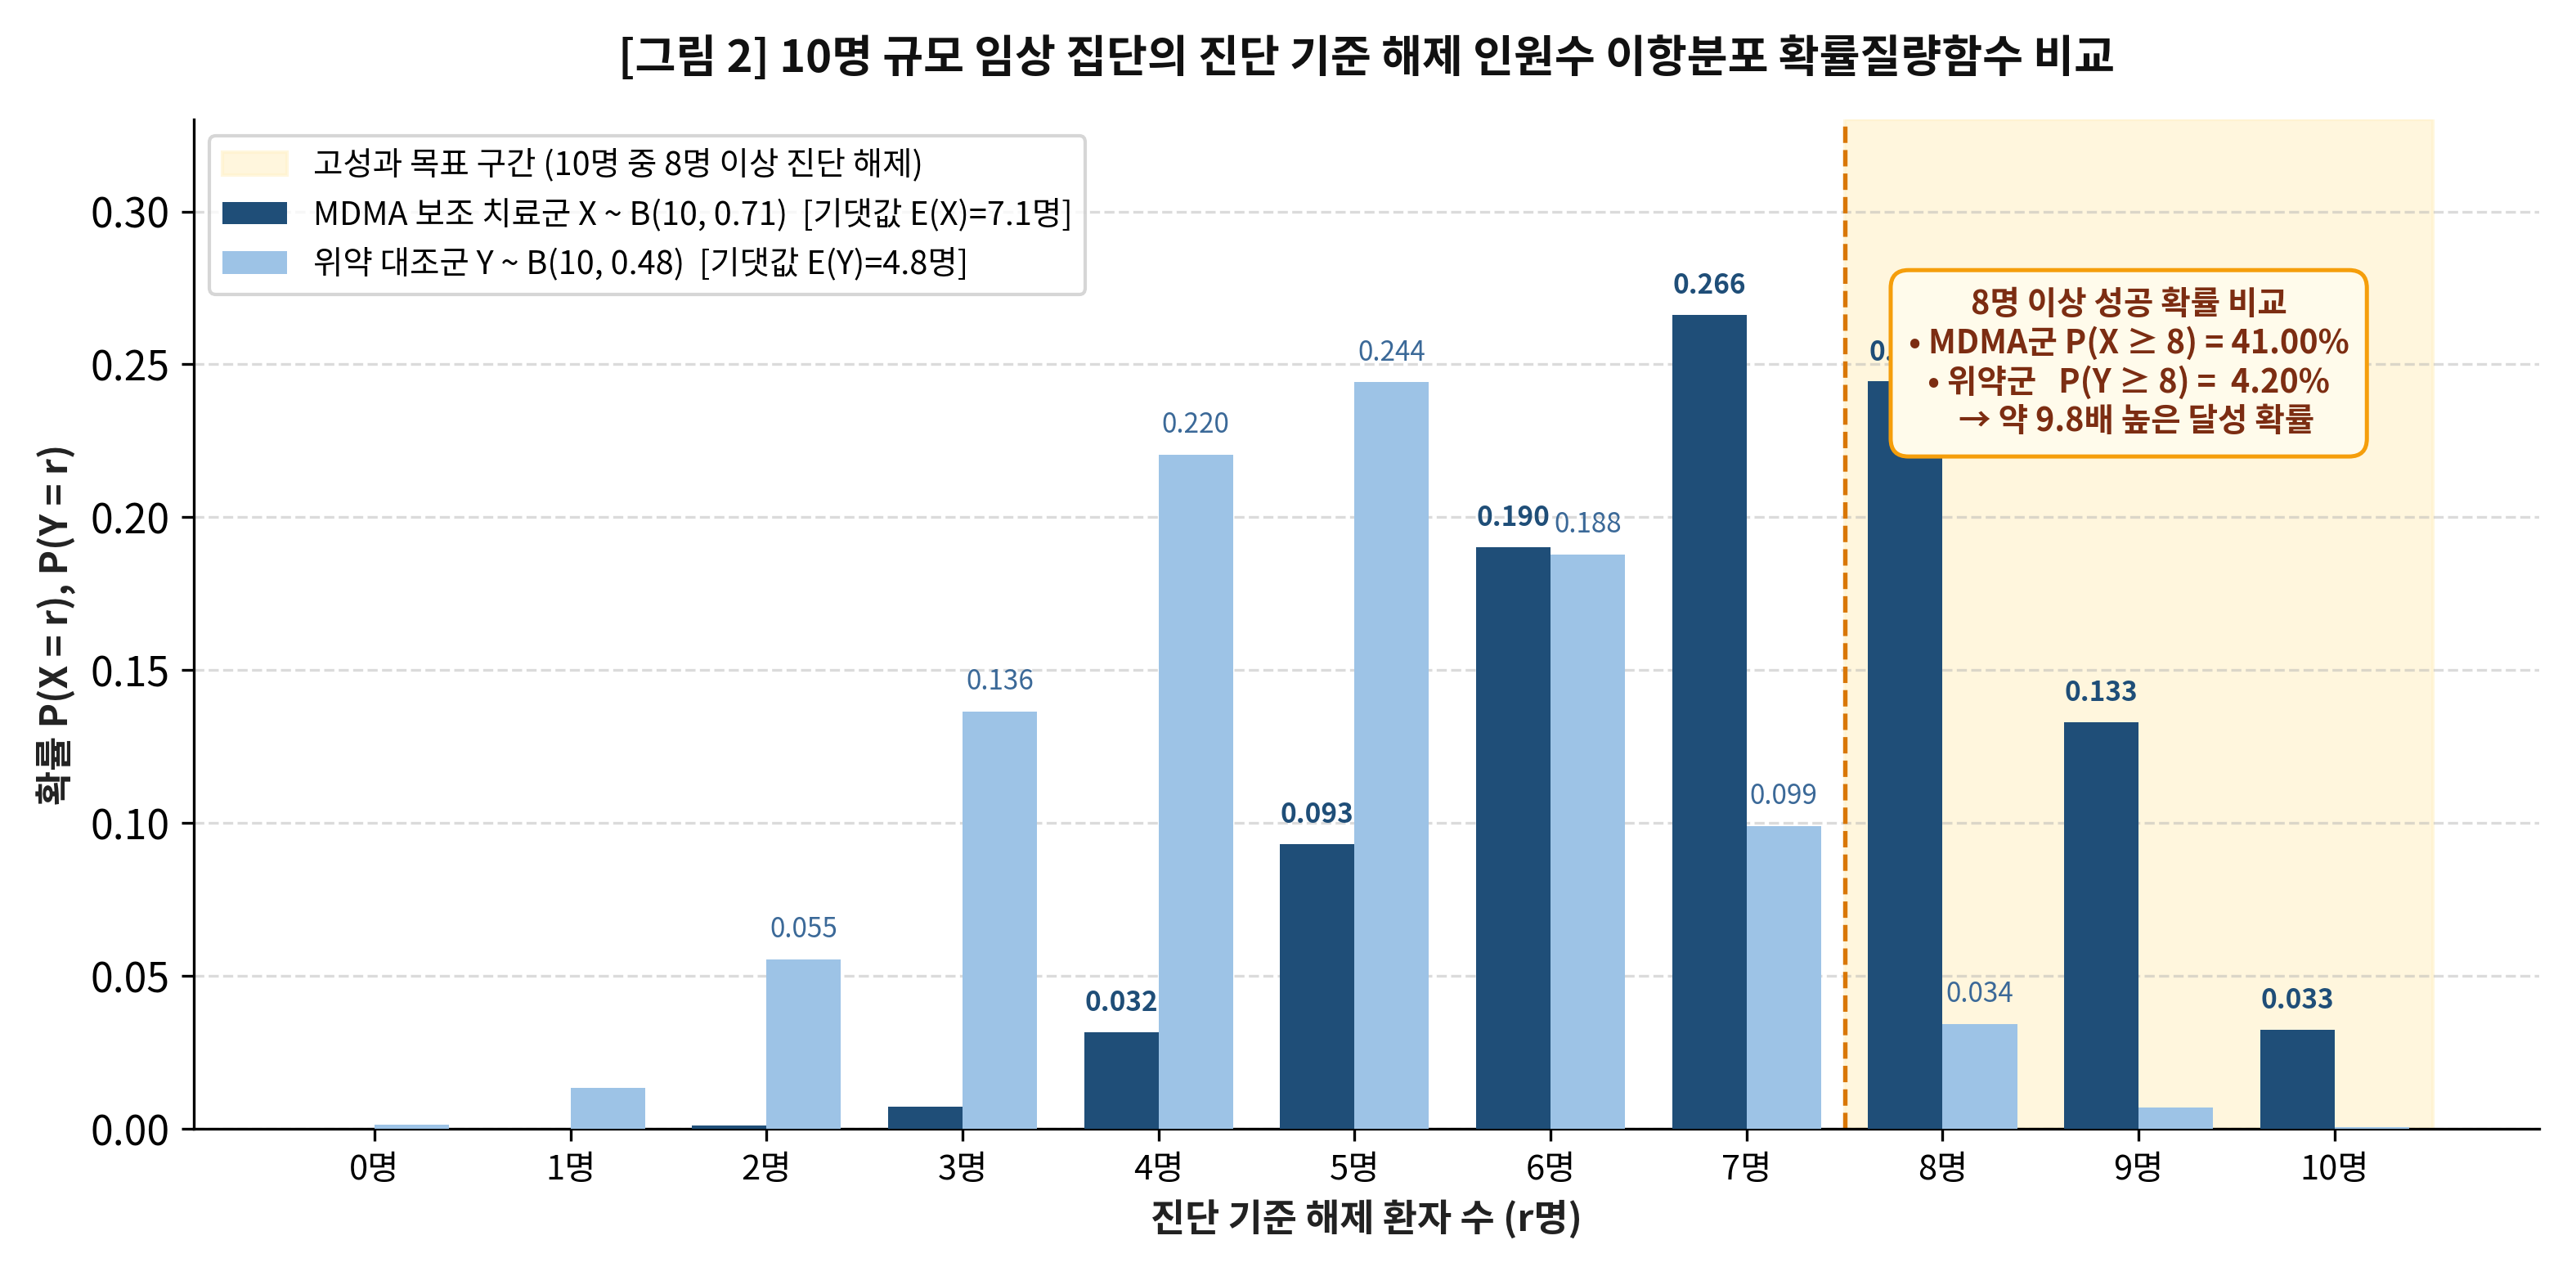 [그림 2] 10명 규모 임상 집단의 진단 기준 해제 인원수 이항분포 확률질량함수 비교
고성과 목표 구간 (10명 중 8명 이상 진단 해제)
MDMA 보조 치료군 X ~ B(10, 0.71) [기댓값 E(X)=7.1명]
위약 대조군 Y ~ B(10, 0.48) [기댓값 E(Y)=4.8명]
확률 P(X = r), P(Y = r)
0.30
0.25
0.20
0.15
0.10
0.05
0.00
0.055
0.136
0.032
0.220
0.093
0.244
0.190
0.188
0.266
0.099
0.034
0.133
0.033
8명 이상 성공 확률 비교
• MDMA군 P(X ≥ 8) = 41.00%
• 위약군 P(Y ≥ 8) = 4.20%
→ 약 9.8배 높은 달성 확률
0명
1명
2명
3명
4명
5명
6명
7명
8명
9명
10명
진단 기준 해제 환자 수 (r명)